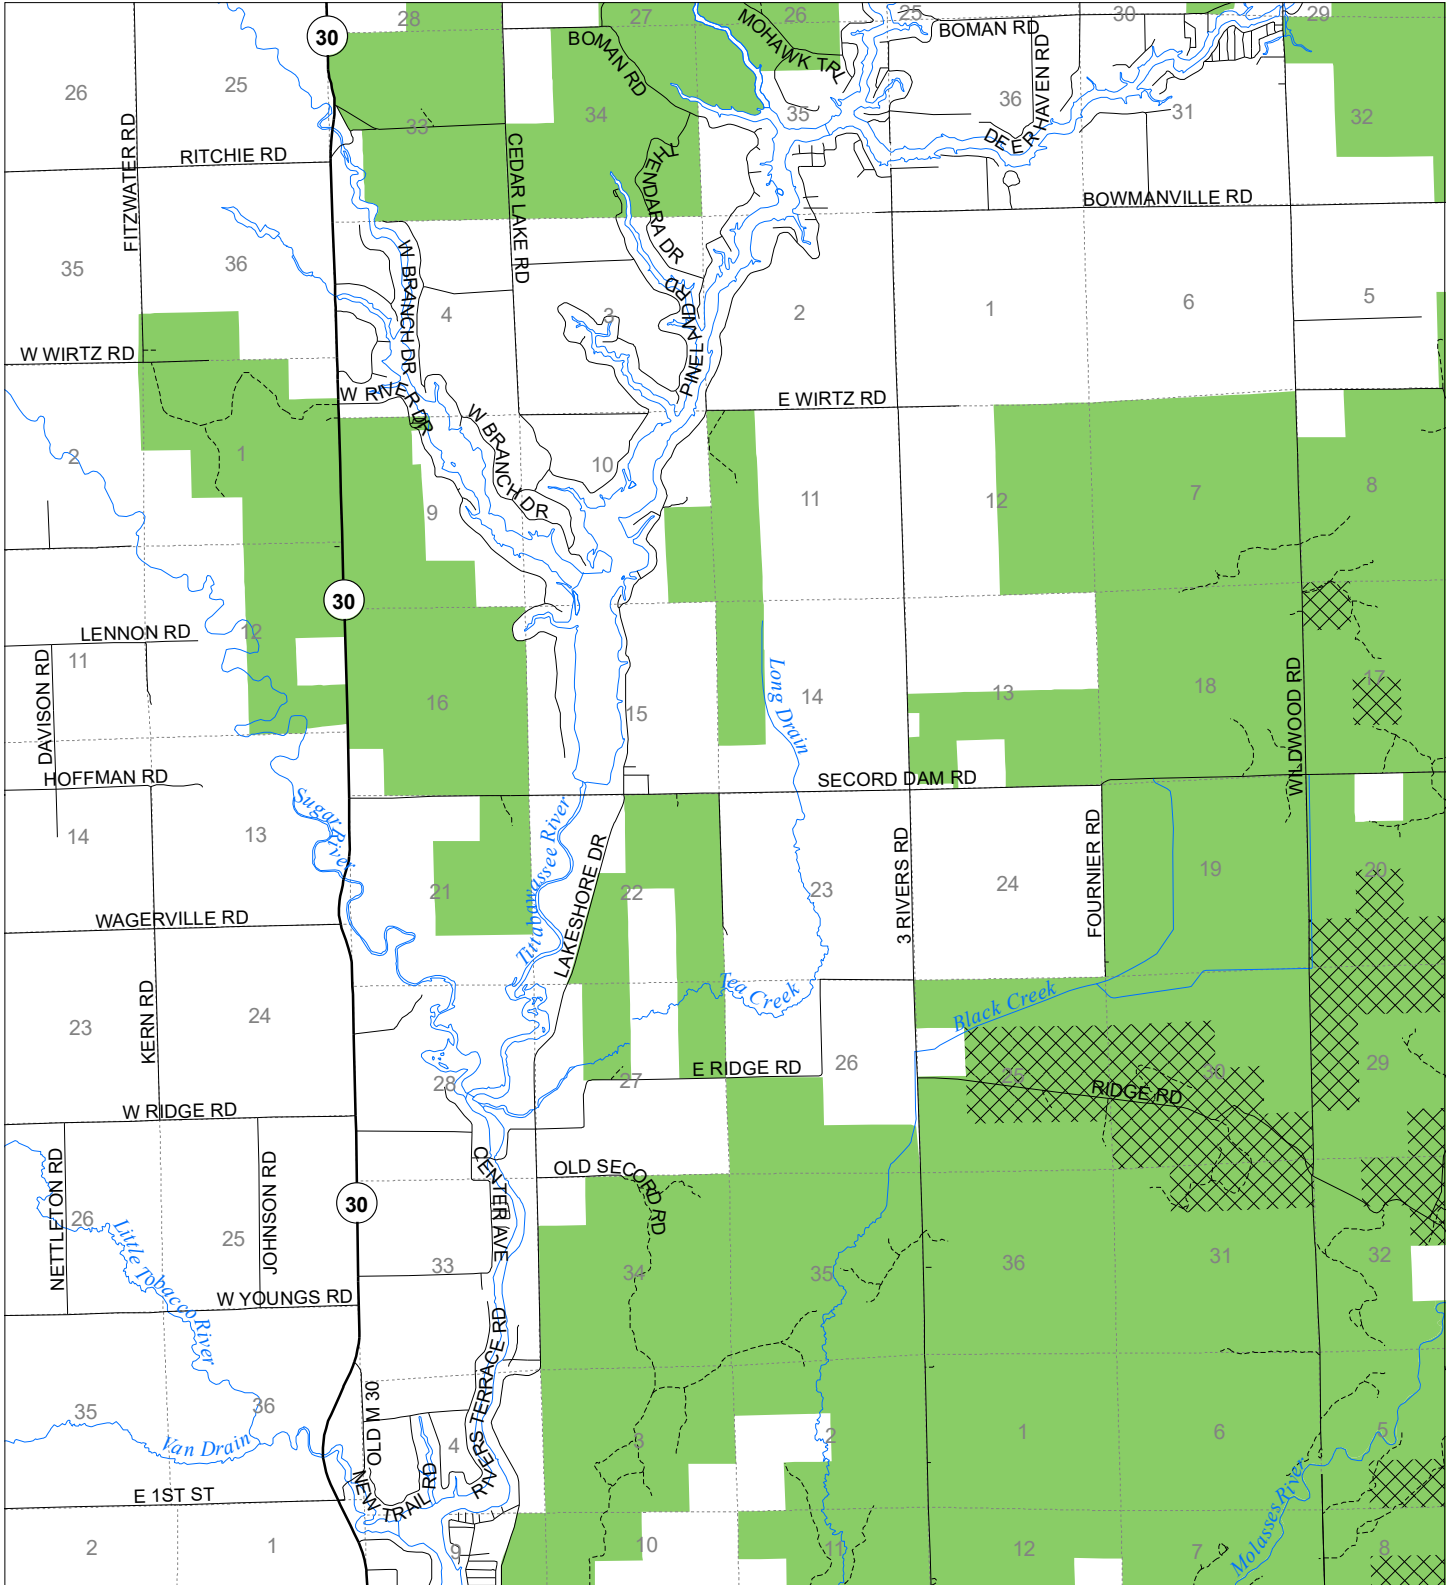 28
27
26
25
30
29
30
BOMAN RD
MOHAWK TRL
BOMAN RD
DEER HAVEN RD
26
25
33
34
35
36
31
32
FITZWATER RD
RITCHIE RD
CEDAR LAKE RD
HENDARA DR
BOWMANVILLE RD
35
36
W BRANCH DR
4
3
PINELAND RD
2
1
6
5
W WIRTZ RD
W RIVER DR
E WIRTZ RD
2
1
9
W BRANCH DR
10
11
12
7
8
30
LENNON RD
12
11
DAVISON RD
16
15
Long Drain
14
13
18
WILDWOOD RD
17
HOFFMAN RD
SECORD DAM RD
Sugar River
14
13
21
Tittabawassee River
LAKESHORE DR
22
23
3 RIVERS RD
24
FOURNIER RD
19
20
WAGERVILLE RD
KERN RD
23
24
Tea Creek
Black Creek
28
27
E RIDGE RD
26
25
30
29
RIDGE RD
W RIDGE RD
NETTLETON RD
JOHNSON RD
CENTER AVE
OLD SECORD RD
30
26
Little Tobacco River
25
33
34
35
36
31
32
W YOUNGS RD
RIVERS TERRACE RD
35
36
OLD M 30
Van Drain
4
3
2
1
6
5
E 1ST ST
NEW TRAIL RD
Molasses River
2
1
9
10
11
12
7
8